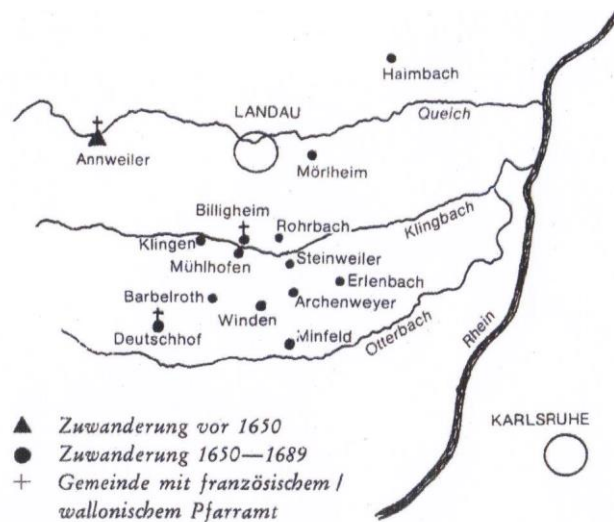 Haimbach
LANDAU
Queich
Annweiler
Mörlheim
Billigheim
Rohrbach
Klingbach
Klingen
Mühlhofen
Steinweiler
Erlenbach
Barbelroth
Archenweyer
Winden
Deutschhof
Minfeld
Otterbach
Rhein
KARLSRUHE
Zuwanderung vor 1650
Zuwanderung 1650—1689
Gemeinde mit französischem /
wallonischem Pfarramt